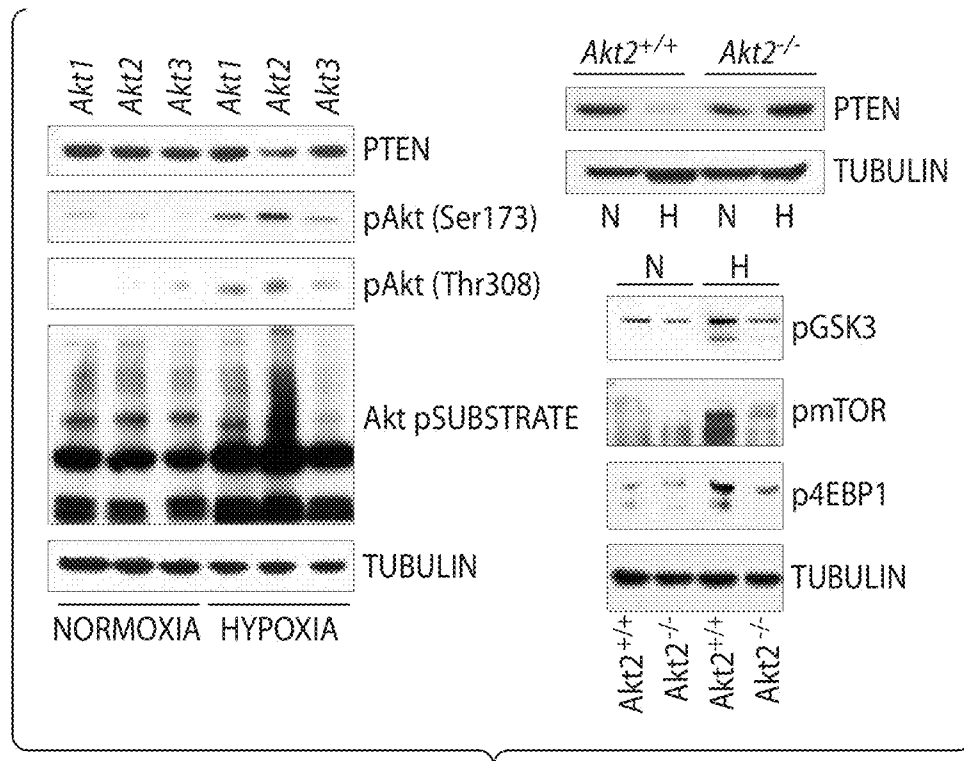 Akt1 Akt2 Akt3 Akt1 Akt2 Akt3
PTEN
pAkt (Ser173)
pAkt (Thr308)
Akt pSUBSTRATE
TUBULIN
NORMOXIA HYPOXIA
Akt2+/+ Akt2-/-
PTEN
TUBULIN
N H N H
N H
pGSK3
pmTOR
p4EBP1
TUBULIN
Akt2+/+ Akt2-/- Akt2+/+ Akt2-/-